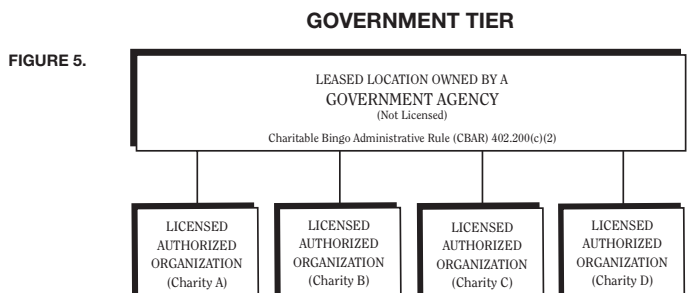 GOVERNMENT TIER
FIGURE 5.
LEASED LOCATION OWNED BY A
GOVERNMENT AGENCY
(Not Licensed)
Charitable Bingo Administrative Rule (CBAR) 402.200(c)(2)
LICENSED
AUTHORIZED
ORGANIZATION
(Charity A)
LICENSED
AUTHORIZED
ORGANIZATION
(Charity B)
LICENSED
AUTHORIZED
ORGANIZATION
(Charity C)
LICENSED
AUTHORIZED
ORGANIZATION
(Charity D)